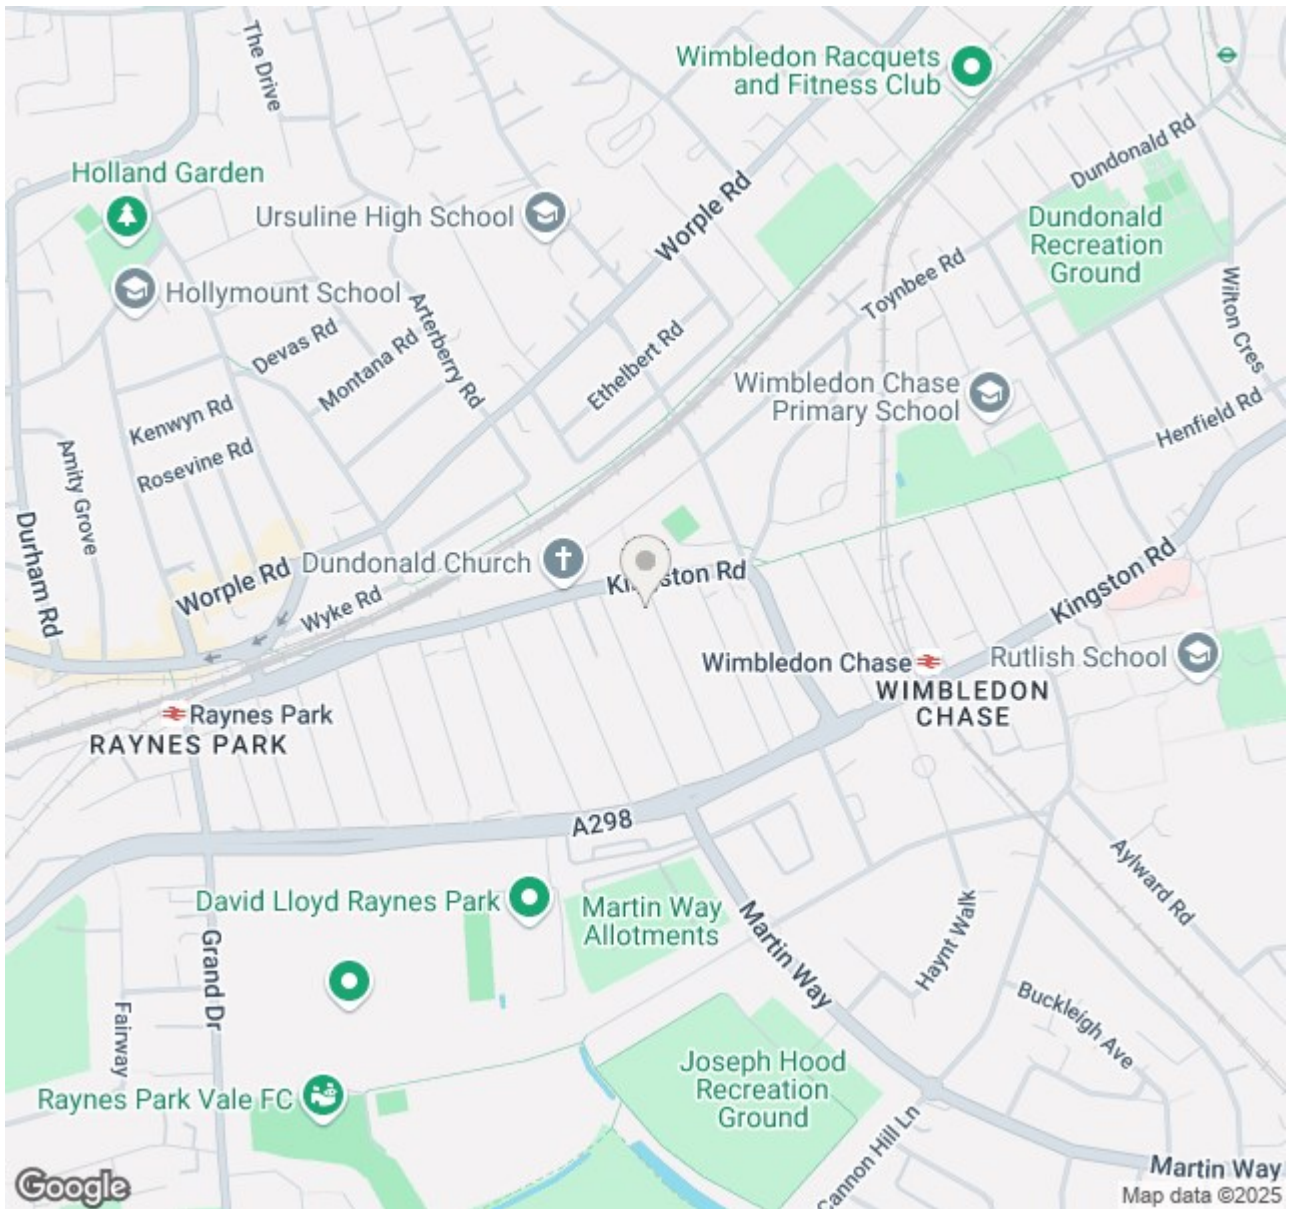 The Drive
Wimbledon Racquets
and Fitness Club
Dundonald Rd
Holland Garden
Ursuline High School
Worple Rd
Dundonald
Recreation
Ground
Hollymount School
Toynbee Rd
Wilton Cres
Arterberry Rd
Devas Rd
Montana Rd
Ethelbert Rd
Wimbledon Chase
Primary School
Kenwyn Rd
Henfield Rd
Rosevine Rd
Amity Grove
Durham Rd
Dundonald Church
Worple Rd
Kingston Rd
Kingston Rd
Wyke Rd
Wimbledon Chase
Rutlish School
WIMBLEDON
CHASE
Raynes Park
RAYNES PARK
A298
Aylward Rd
David Lloyd Raynes Park
Martin Way
Allotments
Martin Way
Haynt Walk
Grand Dr
Fairway
Buckleigh Ave
Joseph Hood
Recreation
Ground
Raynes Park Vale FC
Cannon Hill Ln
Martin Way
Google
Map data ©2025